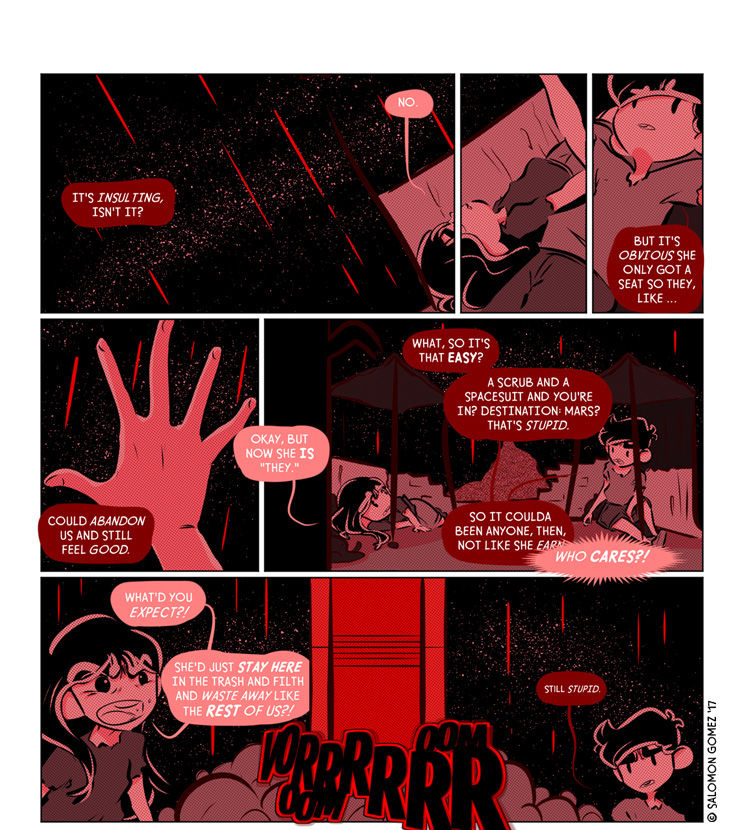 IT'S INSULTING,
ISN'T IT?
NO.
BUT IT'S
OBVIOUS SHE
ONLY GOT A
SEAT SO THEY,
LIKE ...
COULD ABANDON
US AND STILL
FEEL GOOD.
OKAY, BUT
NOW SHE IS
"THEY."
WHAT, SO IT'S
THAT EASY?
A SCRUB AND A
SPACESUIT AND YOU'RE
IN? DESTINATION: MARS?
THAT'S STUPID.
SO IT COULDA
BEEN ANYONE, THEN,
NOT LIKE SHE EARN
WHO CARES?!
WHAT'D YOU
EXPECT?!
SHE'D JUST STAY HERE
IN THE TRASH AND FILTH
AND WASTE AWAY LIKE
THE REST OF US?!
VORRRRRRROOM
OOM
STILL STUPID.
© SALOMON GOMEZ '17